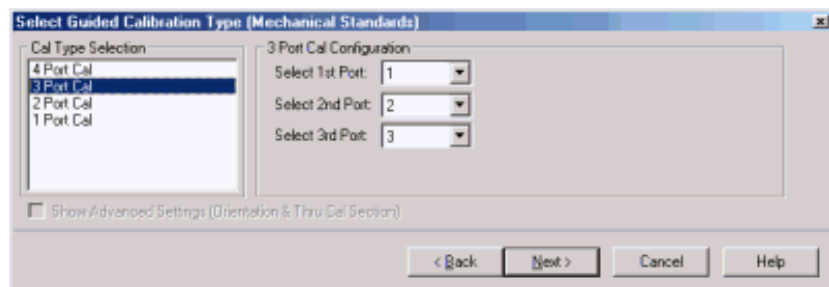 Select Guided Calibration Type (Mechanical Standards)
Cal Type Selection
4 Port Cal
3 Port Cal
2 Port Cal
1 Port Cal
3 Port Cal Configuration
Select 1st Port: 1
Select 2nd Port: 2
Select 3rd Port: 3
Show Advanced Settings (Orientation & Thru Cal Section)
< Back
Next >
Cancel
Help